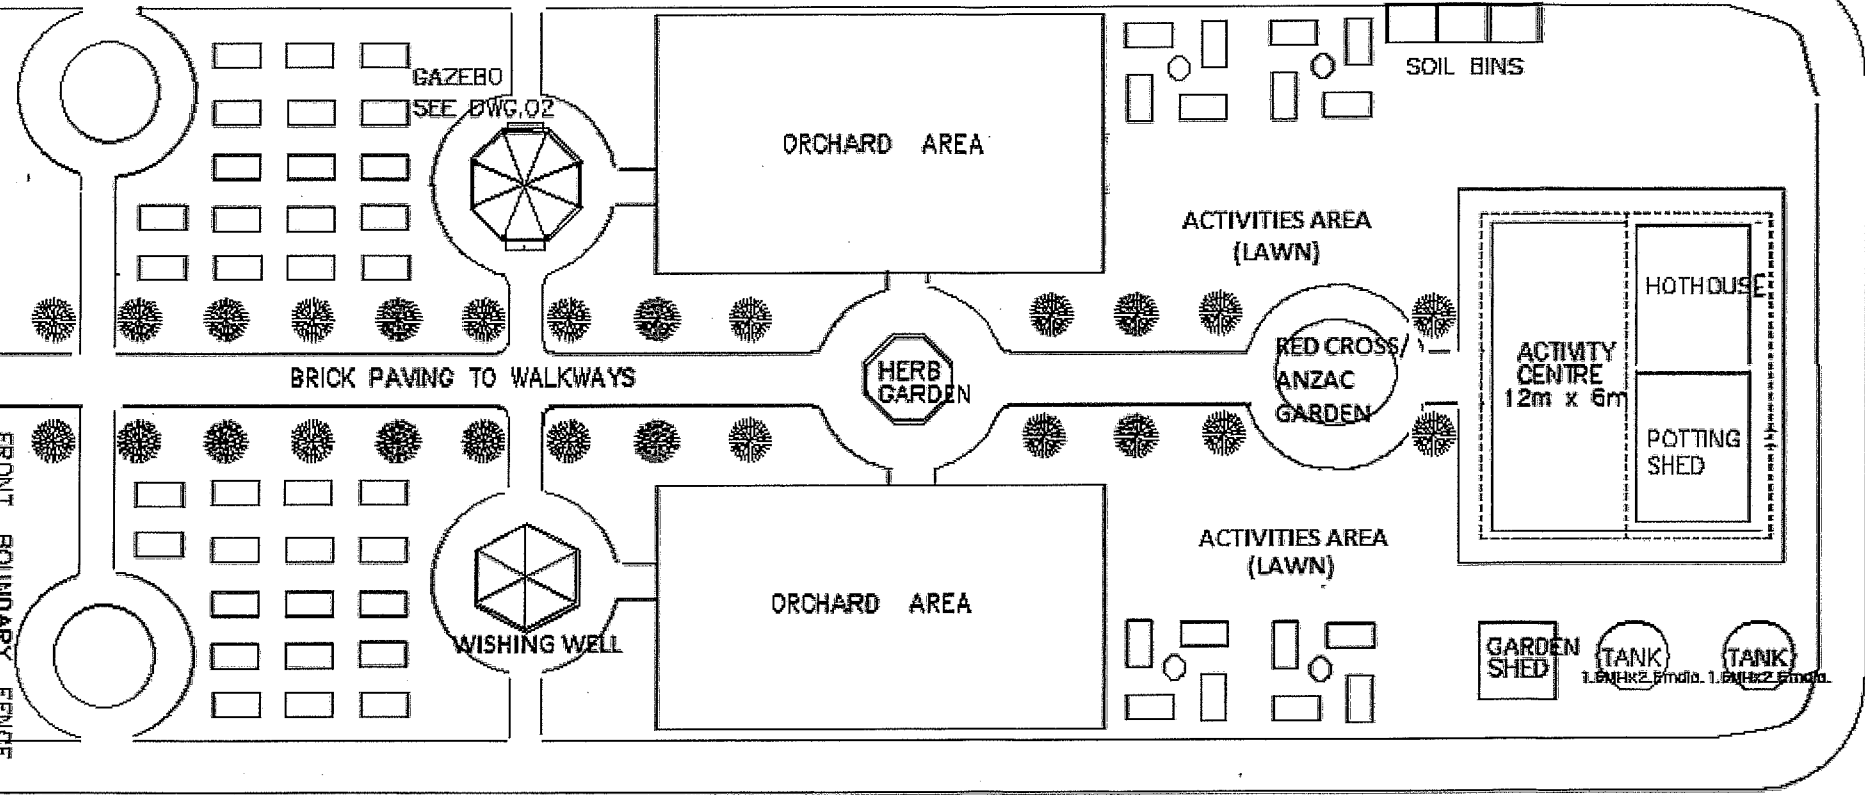 GAZEBO
SEE DWG.02
SOIL BINS
ORCHARD AREA
ACTIVITIES AREA
(LAWN)
HOTHOUSE
RED CROSS/
ANZAC
GARDEN
ACTIVITY
CENTRE
12m x 6m
BRICK PAVING TO WALKWAYS
HERB
GARDEN
POTTING
SHED
FRONT BOUNDARY FENCE
ACTIVITIES AREA
(LAWN)
ORCHARD AREA
WISHING WELL
GARDEN
SHED
TANK
TANK